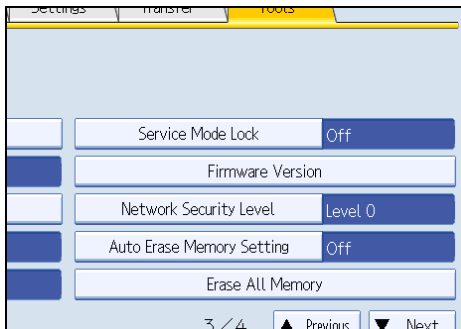 Settings Transfer Tools
Service Mode Lock Off
Firmware Version
Network Security Level Level 0
Auto Erase Memory Setting Off
Erase All Memory
3/4 ▲ Previous ▼ Next